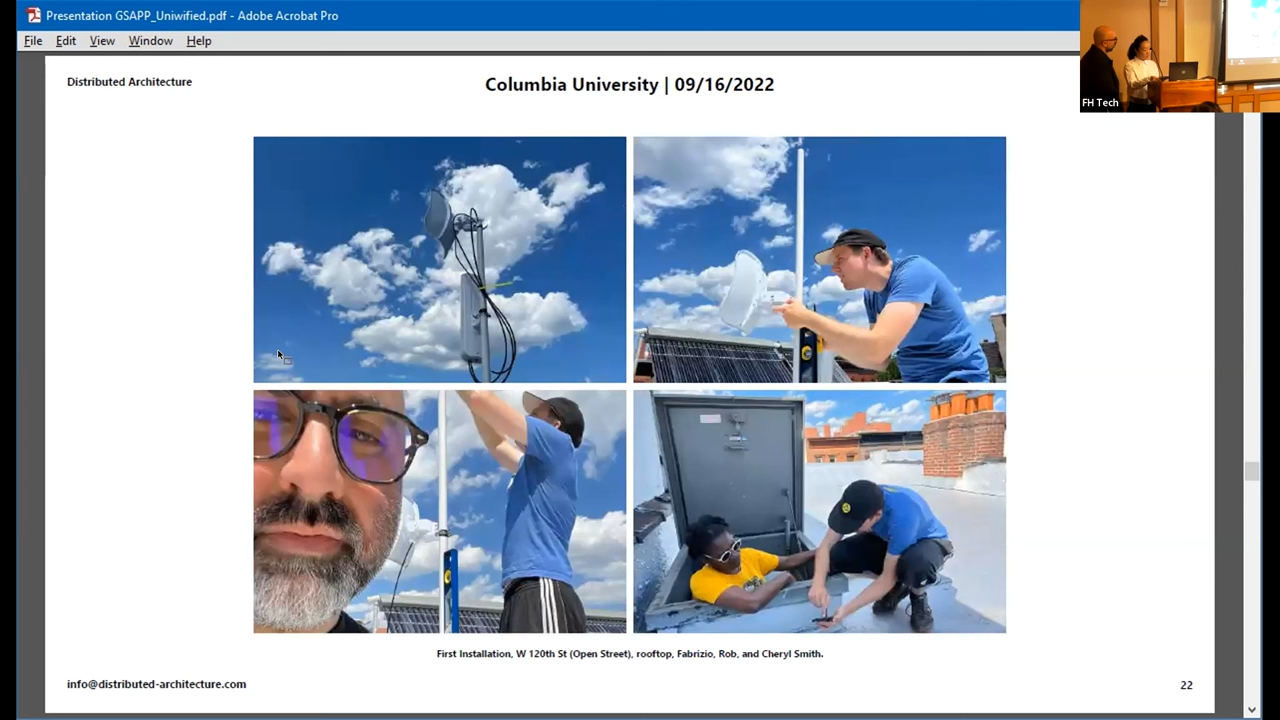 Presentation GSAPP_Uniwified.pdf - Adobe Acrobat Pro
File Edit View Window Help
Distributed Architecture
Columbia University | 09/16/2022
FH Tech
First Installation, W 120th St (Open Street), rooftop, Fabrizio, Rob, and Cheryl Smith.
info@distributed-architecture.com
22